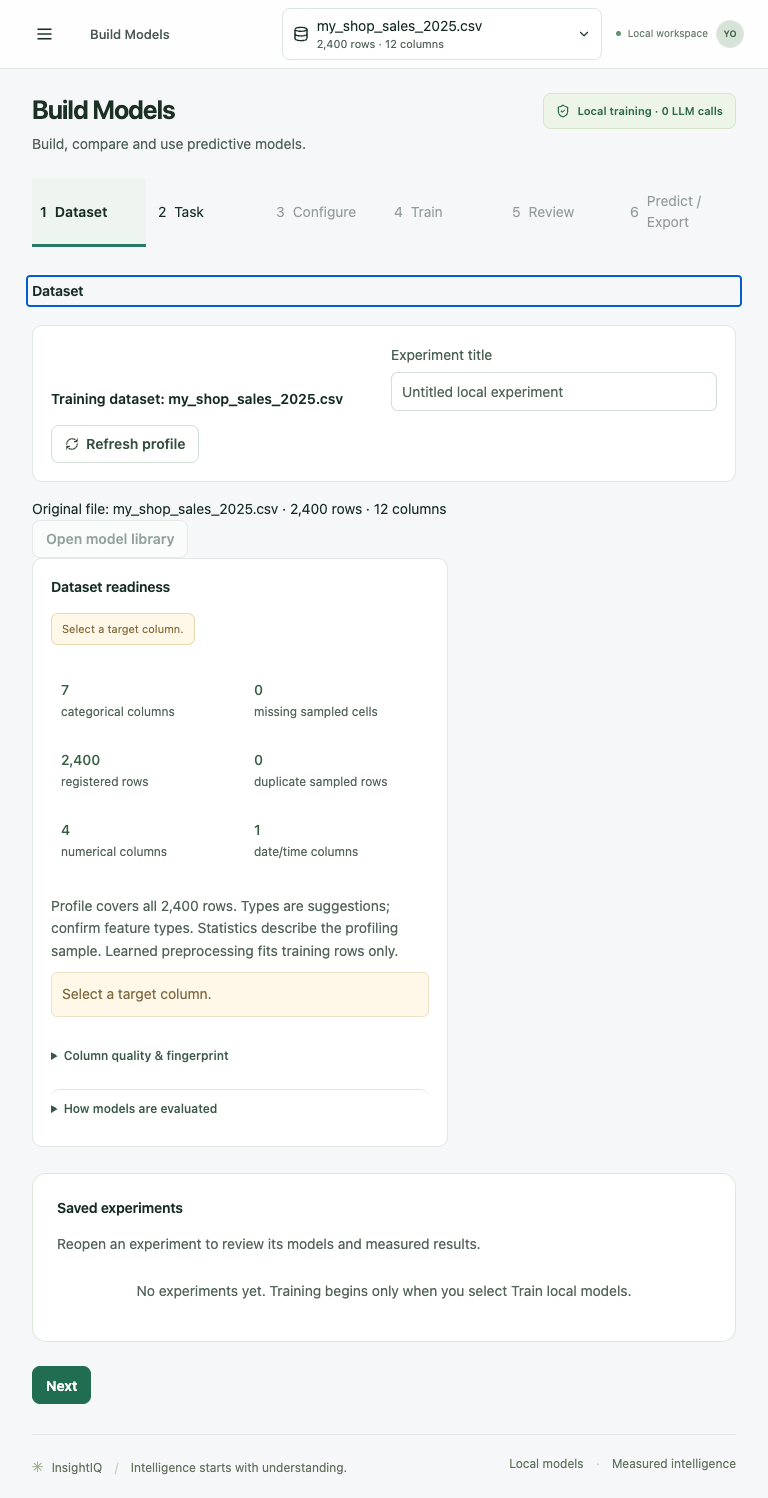 Build Models
my_shop_sales_2025.csv
2,400 rows · 12 columns
Local workspace
YO
Build Models
Local training · 0 LLM calls
Build, compare and use predictive models.
1 Dataset
2 Task
3 Configure
4 Train
5 Review
6 Predict /
Export
Dataset
Experiment title
Training dataset: my_shop_sales_2025.csv
Untitled local experiment
Refresh profile
Original file: my_shop_sales_2025.csv · 2,400 rows · 12 columns
Open model library
Dataset readiness
Select a target column.
7
categorical columns
0
missing sampled cells
2,400
registered rows
0
duplicate sampled rows
4
numerical columns
1
date/time columns
Profile covers all 2,400 rows. Types are suggestions;
confirm feature types. Statistics describe the profiling
sample. Learned preprocessing fits training rows only.
Select a target column.
Column quality & fingerprint
How models are evaluated
Saved experiments
Reopen an experiment to review its models and measured results.
No experiments yet. Training begins only when you select Train local models.
Next
InsightIQ / Intelligence starts with understanding.
Local models · Measured intelligence